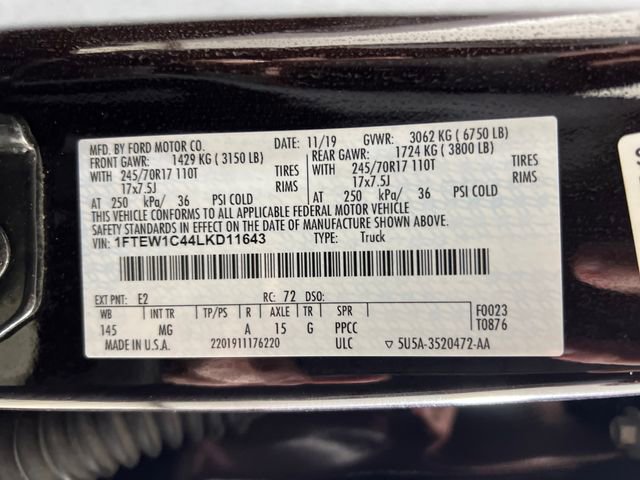 MFD. BY FORD MOTOR CO. DATE: 11/19 GVWR: 3062 KG ( 6750 LB)
FRONT GAWR: 1429 KG ( 3150 LB) REAR GAWR: 1724 KG ( 3800 LB)
WITH 245/70R17 110T TIRES WITH 245/70R17 110T TIRES
17x7.5J RIMS 17x7.5J RIMS
AT 250 kPa/ 36 PSI COLD AT 250 kPa/ 36 PSI COLD
THIS VEHICLE CONFORMS TO ALL APPLICABLE FEDERAL MOTOR VEHICLE
SAFETY STANDARDS IN EFFECT ON THE DATE OF MANUFACTURE SHOWN ABOVE.
VIN: 1FTEW1C44LKD11643 TYPE: Truck
EXT PNT: E2 RC: 72 DSO:
WB INT TR TP/PS R AXLE TR SPR F0023
145 MG A 15 G PPCC T0876
MADE IN U.S.A. 2201911176220 ULC ▽ 5U5A-3520472-AA